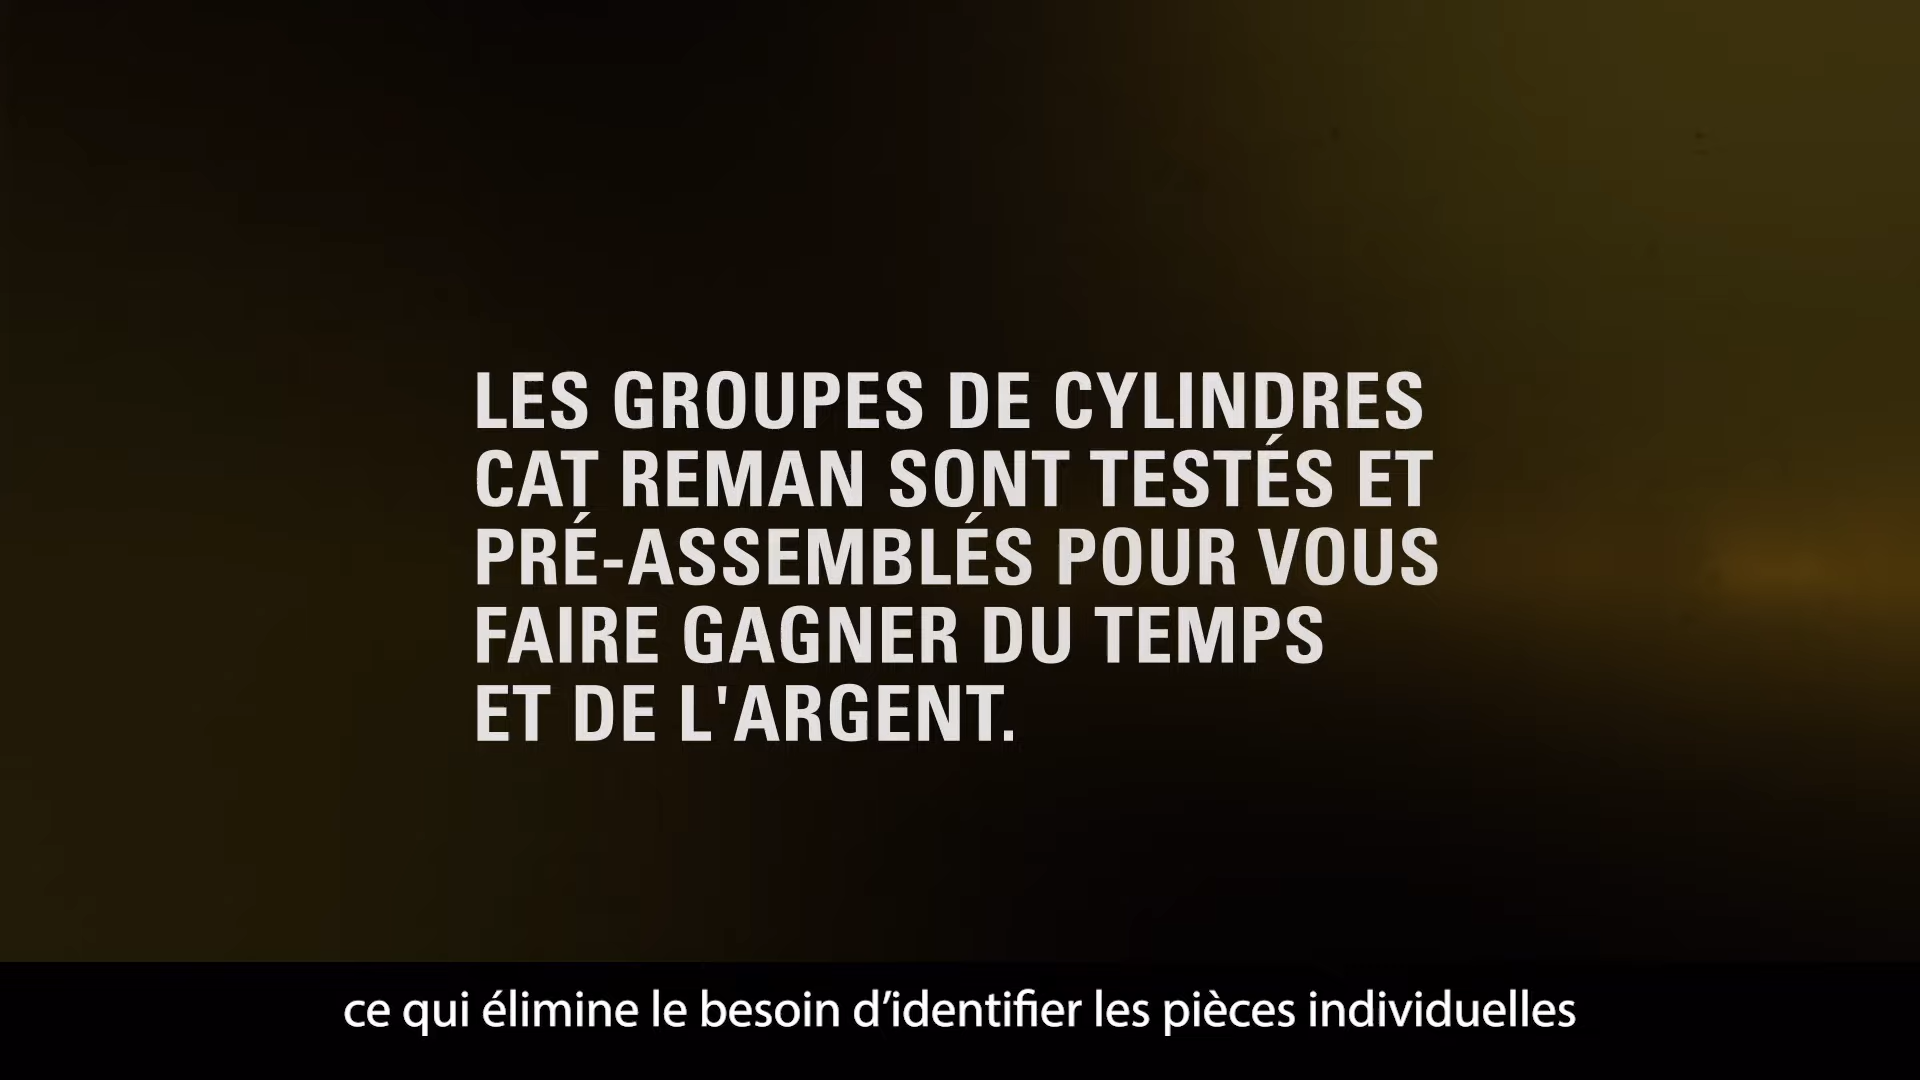 LES GROUPES DE CYLINDRES
CAT REMAN SONT TESTÉS ET
PRÉ-ASSEMBLÉS POUR VOUS
FAIRE GAGNER DU TEMPS
ET DE L'ARGENT.
ce qui élimine le besoin d’identifier les pièces individuelles